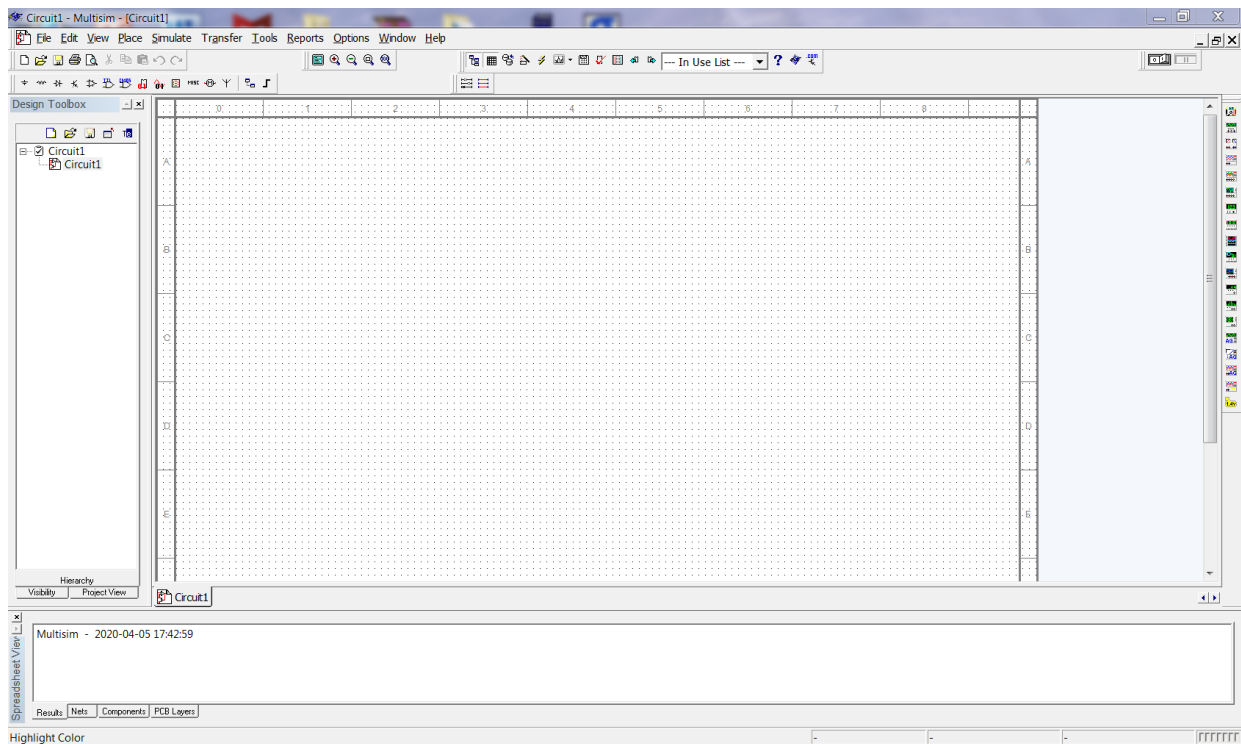 Circuit1 - Multisim - [Circuit1]
File Edit View Place Simulate Transfer Tools Reports Options Window Help
--- In Use List ---
Design Toolbox
Circuit1
Circuit1
0 1 2 3 4 5 6 7 8
A A
B B
C C
D D
E E
Hierarchy
Visibility Project View
Circuit1
Multisim - 2020-04-05 17:42:59
Spreadsheet View
Results Nets Components PCB Layers
Highlight Color